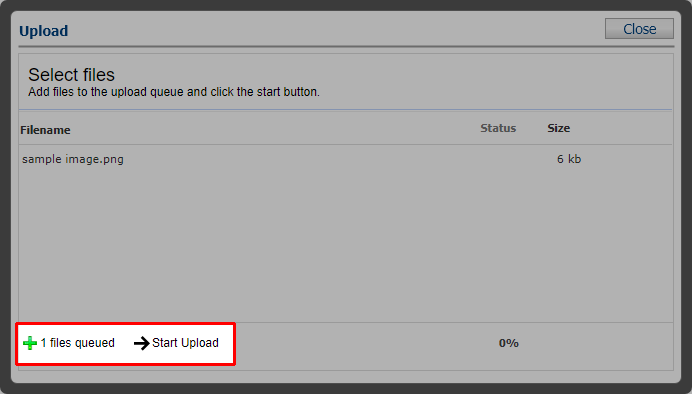 Upload Close
Select files
Add files to the upload queue and click the start button.
Filename Status Size
sample image.png 6 kb
1 files queued Start Upload 0%